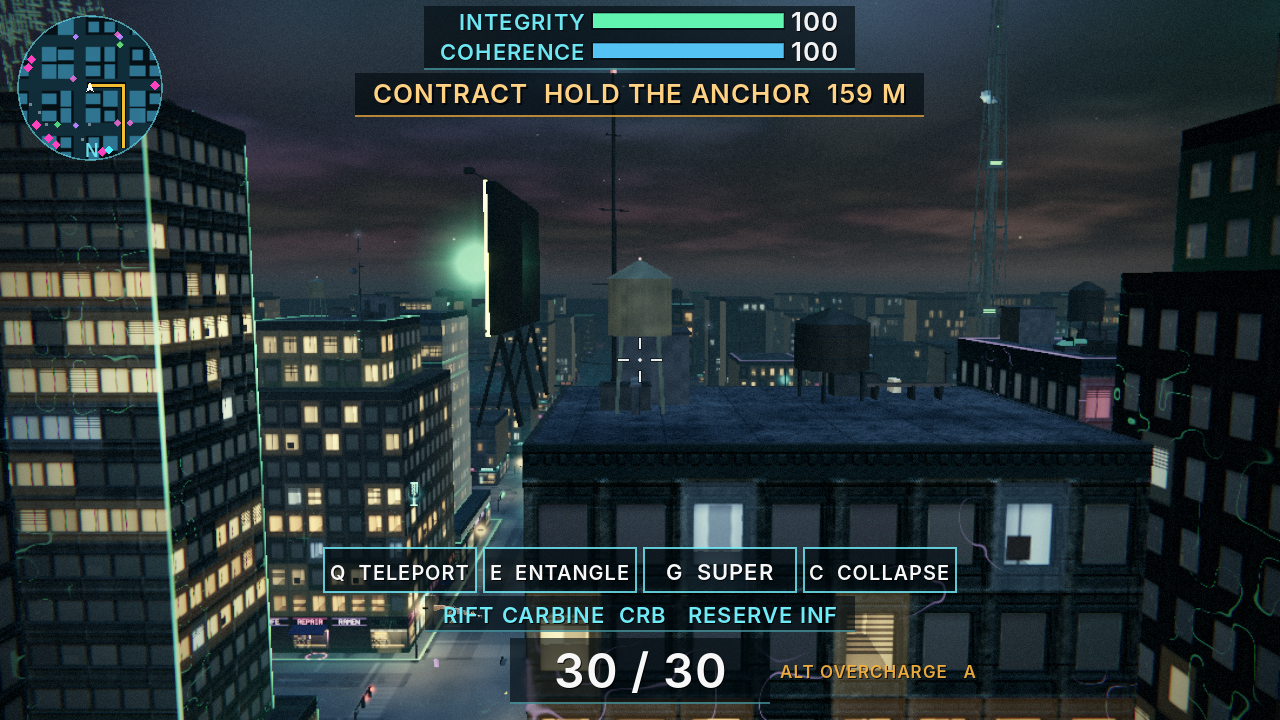 INTEGRITY 100
COHERENCE 100
CONTRACT HOLD THE ANCHOR 159 M
N
Q TELEPORT
E ENTANGLE
G SUPER
C COLLAPSE
RIFT CARBINE CRB RESERVE INF
REPAIR RAMEN
30 / 30
ALT OVERCHARGE A